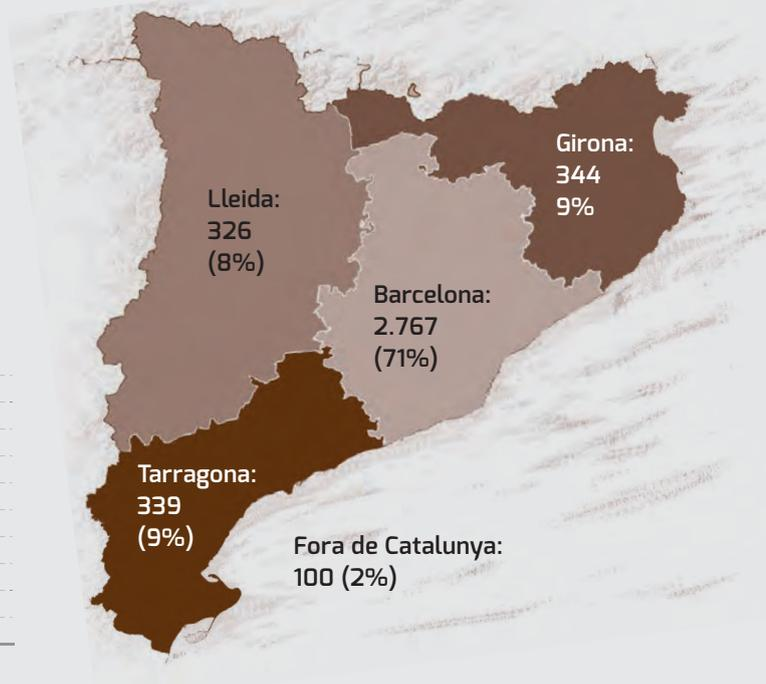 Girona:
344
9%
Lleida:
326
(8%)
Barcelona:
2.767
(71%)
Tarragona:
339
(9%)
Fora de Catalunya:
100 (2%)